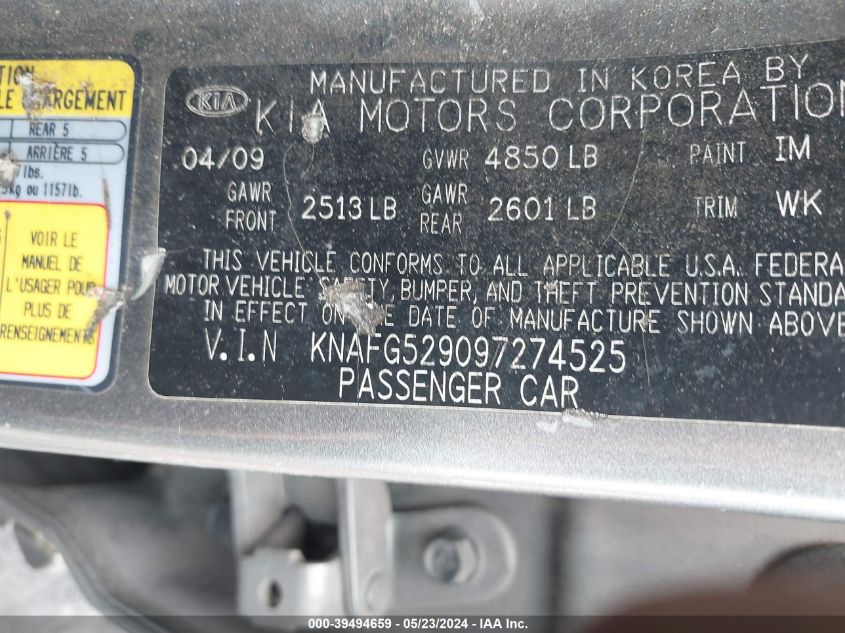 TION
LE
ARGEMENT
REAR 5
ARRIÈRE 5
lbs.
kg ou 1157lb.
VOIR LE
MANUEL DE
L'USAGER POUR
PLUS DE
RENSEIGNEMENTS
MANUFACTURED IN KOREA BY
KIA KIA MOTORS CORPORATION
04/09 GVWR 4850 LB PAINT IM
GAWR FRONT 2513 LB GAWR REAR 2601 LB TRIM WK
THIS VEHICLE CONFORMS TO ALL APPLICABLE U.S.A. FEDERA
MOTOR VEHICLE SAFETY, BUMPER, AND THEFT PREVENTION STANDA
IN EFFECT ON THE DATE OF MANUFACTURE SHOWN ABOVE
V.I.N KNAFG529097274525
PASSENGER CAR
000-39494659 - 05/23/2024 - IAA Inc.